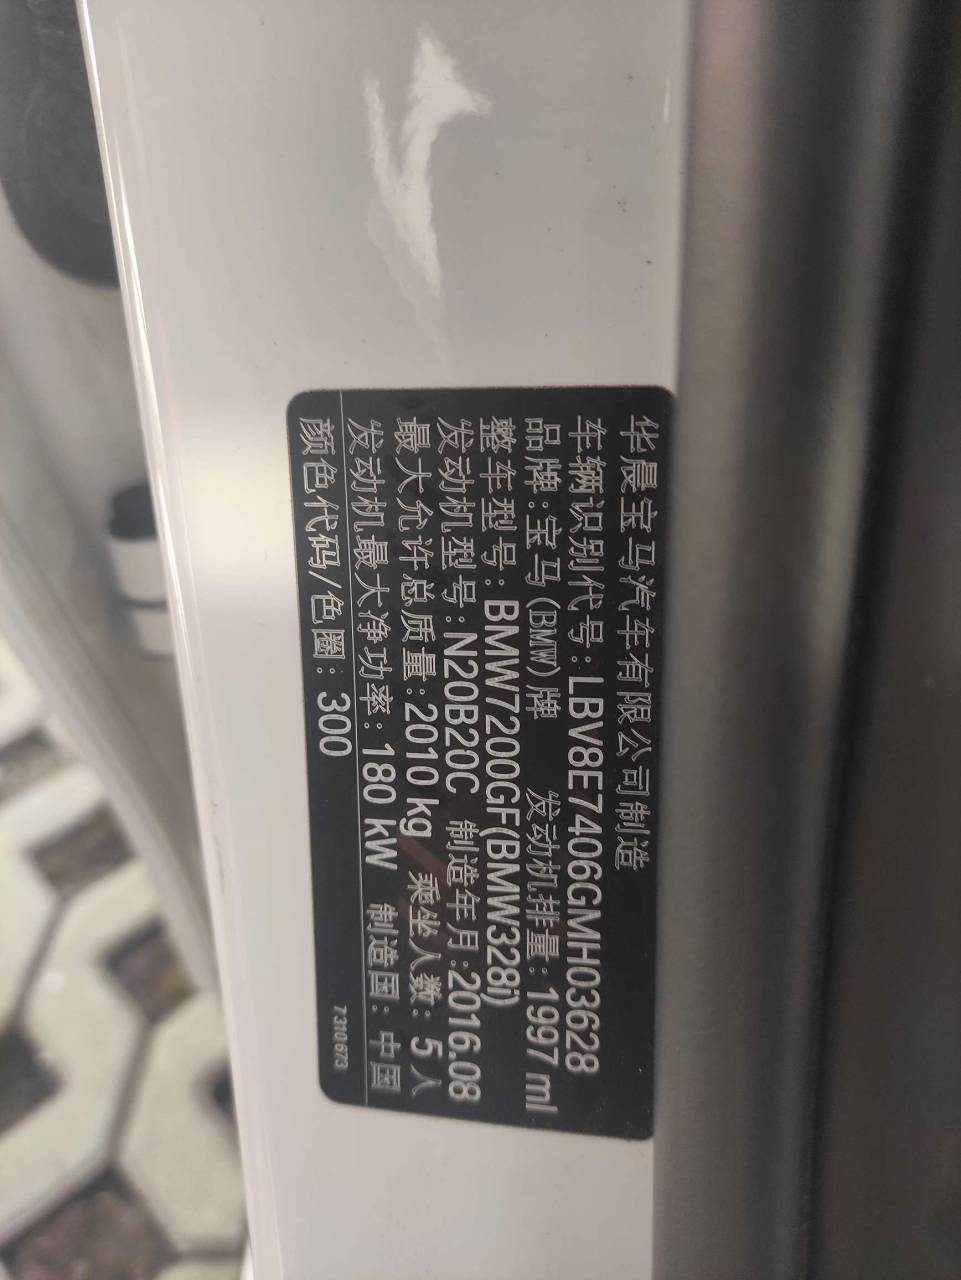 华晨宝马汽车有限公司制造
车辆识别代号:LBV8E7406GMH03628
品牌:宝马(BMW)牌 发动机排量:1997 ml
整车型号:BMW7200GF(BMW328i)
发动机型号:N20B20C 制造年月:2016.08
最大允许总质量:2010 kg 乘坐人数: 5 人
发动机最大净功率:180 kW 制造国: 中国
颜色代码/色圈: 300
7310673